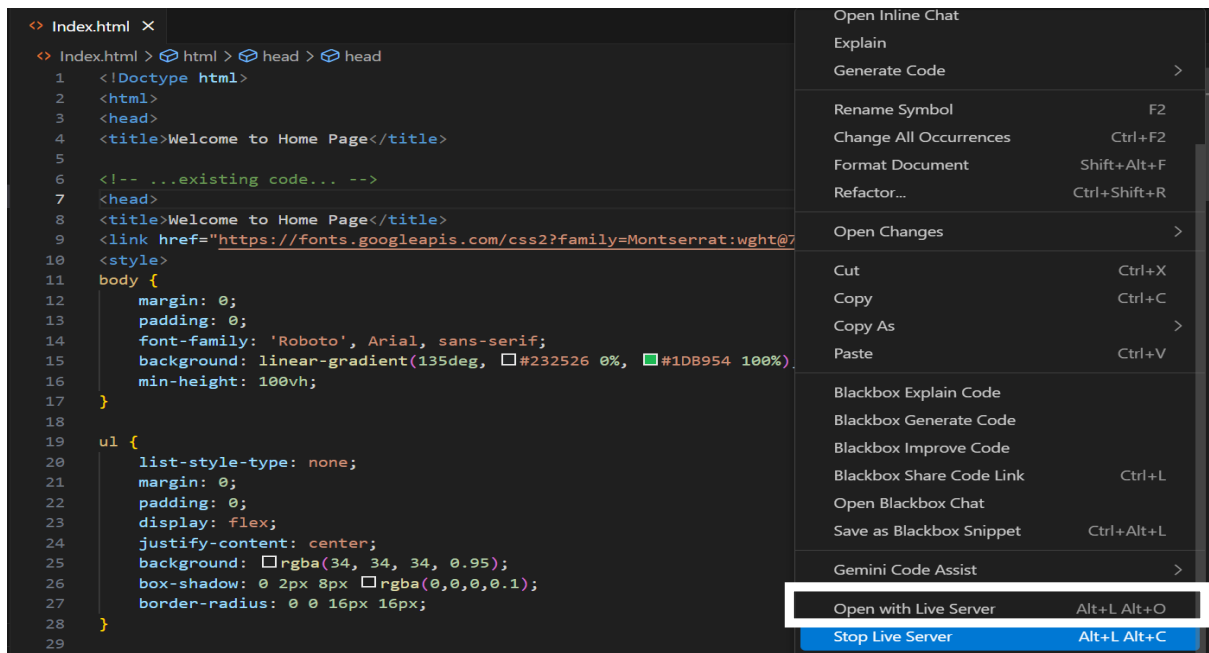 Index.html
Index.html > html > head > head
1 <!Doctype html>
2 <html>
3 <head>
4 <title>Welcome to Home Page</title>
5
6 <!-- ...existing code... -->
7 <head>
8 <title>Welcome to Home Page</title>
9 <link href="https://fonts.googleapis.com/css2?family=Montserrat:wght@7
10 <style>
11 body {
12 margin: 0;
13 padding: 0;
14 font-family: 'Roboto', Arial, sans-serif;
15 background: linear-gradient(135deg, #232526 0%, #1DB954 100%)
16 min-height: 100vh;
17 }
18
19 ul {
20 list-style-type: none;
21 margin: 0;
22 padding: 0;
23 display: flex;
24 justify-content: center;
25 background: rgba(34, 34, 34, 0.95);
26 box-shadow: 0 2px 8px rgba(0,0,0,0.1);
27 border-radius: 0 0 16px 16px;
28 }
29
Open Inline Chat
Explain
Generate Code >
Rename Symbol F2
Change All Occurrences Ctrl+F2
Format Document Shift+Alt+F
Refactor... Ctrl+Shift+R
Open Changes >
Cut Ctrl+X
Copy Ctrl+C
Copy As >
Paste Ctrl+V
Blackbox Explain Code
Blackbox Generate Code
Blackbox Improve Code
Blackbox Share Code Link Ctrl+L
Open Blackbox Chat
Save as Blackbox Snippet Ctrl+Alt+L
Gemini Code Assist >
Open with Live Server Alt+L Alt+O
Stop Live Server Alt+L Alt+C